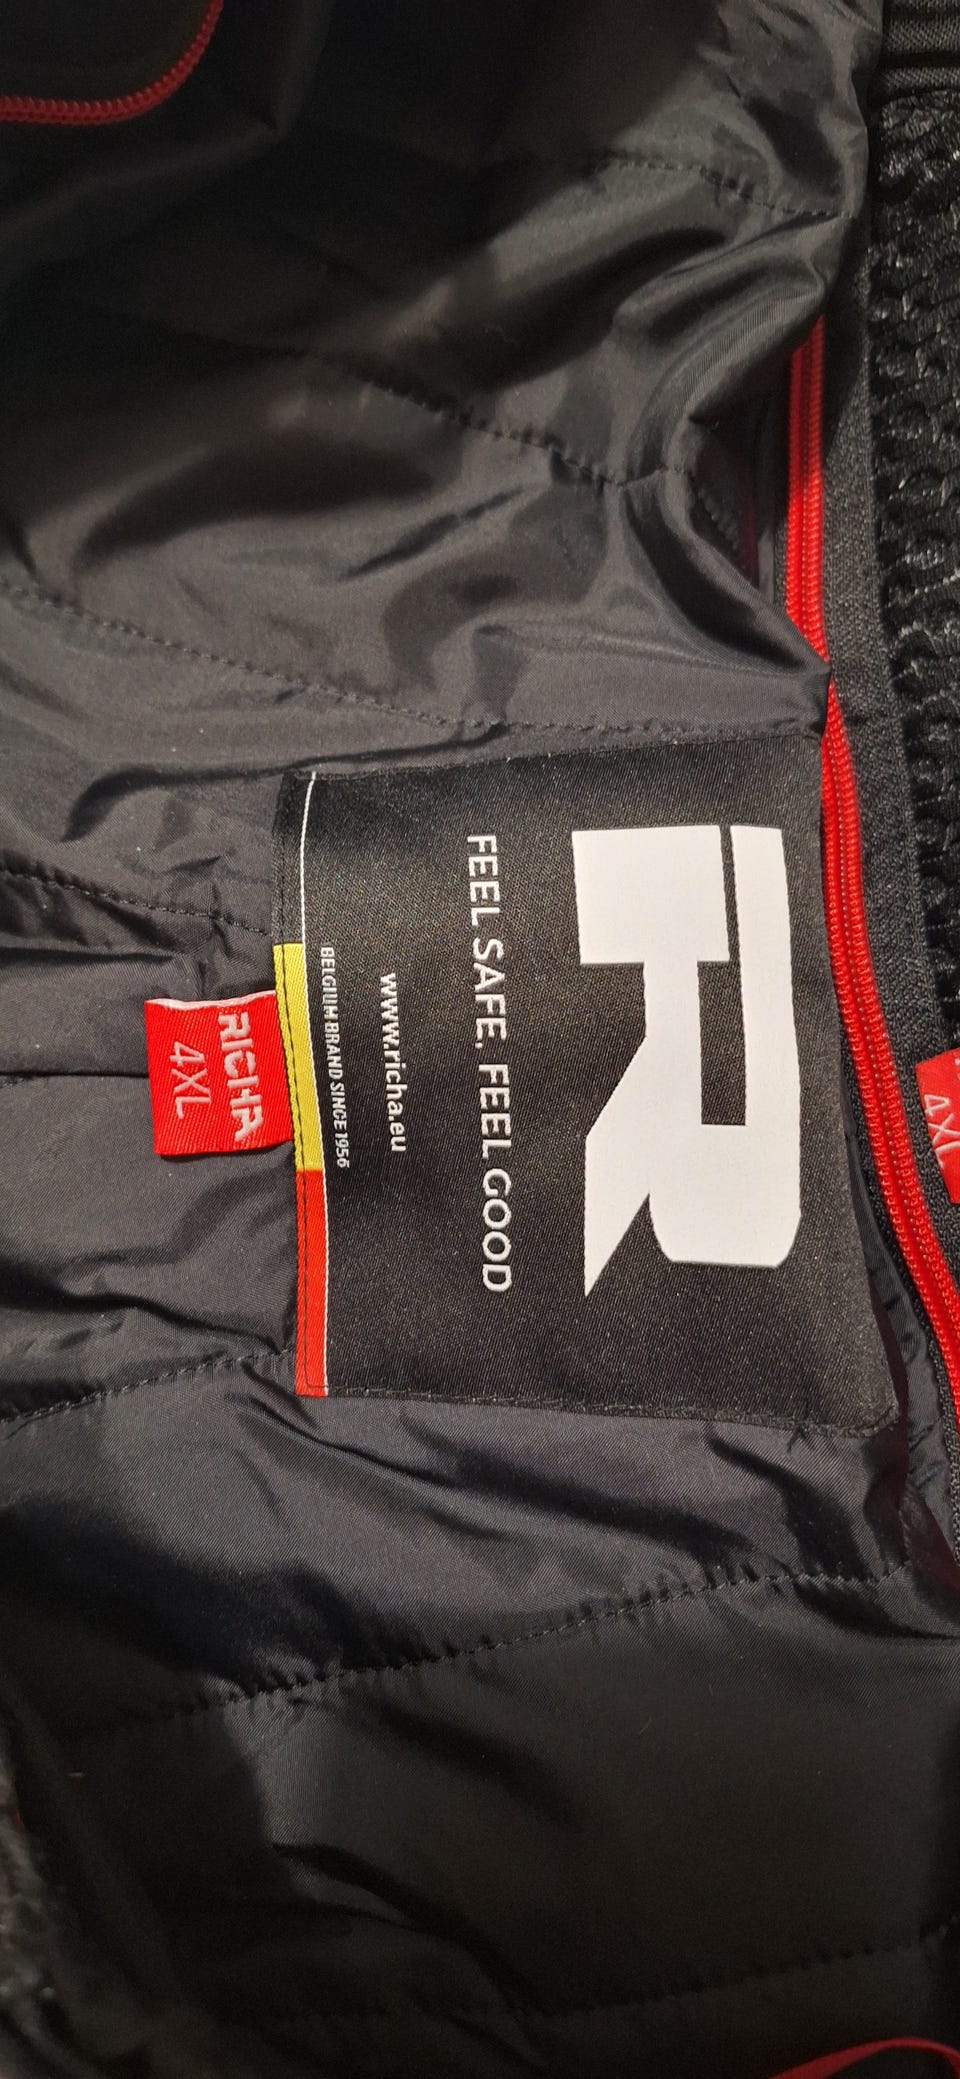 R
FEEL SAFE, FEEL GOOD
www.richa.eu
BELGIUM BRAND SINCE 1956
RICHA
4XL
4XL